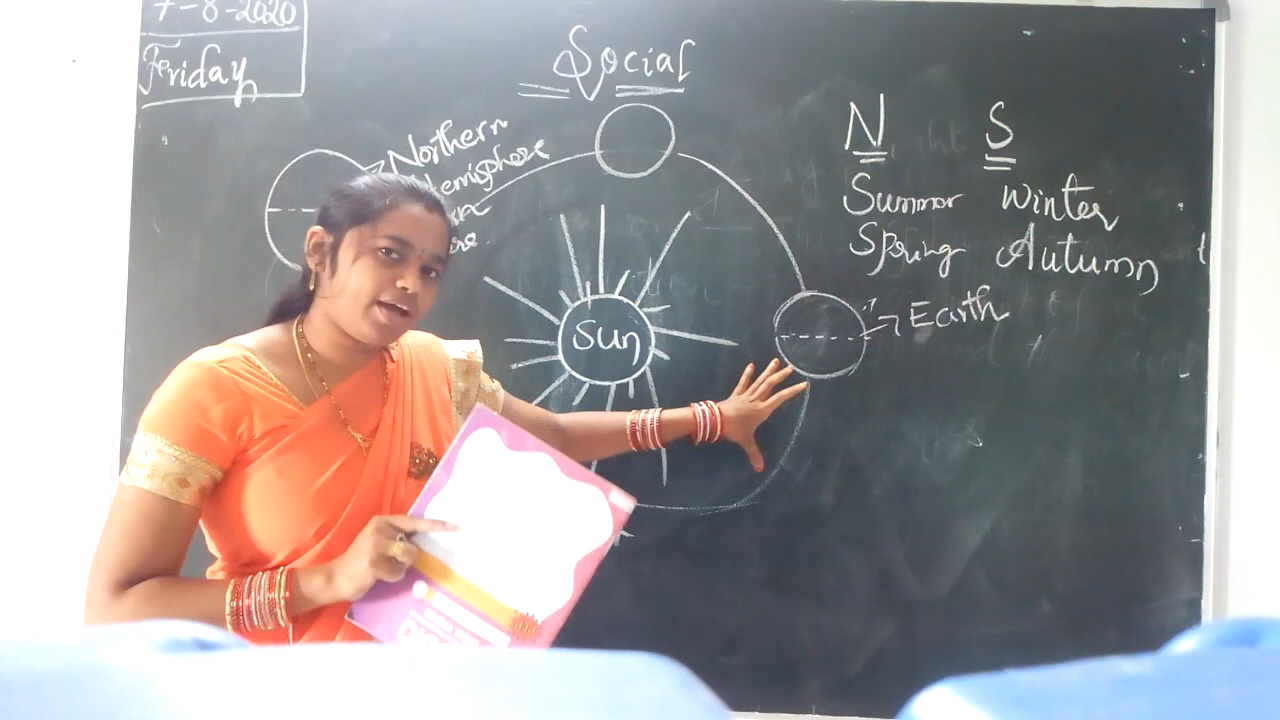 7-8-2020
Friday
Social
Northern
Hemisphere
N S
Summer Winter
Spring Autumn
Earth
Sun